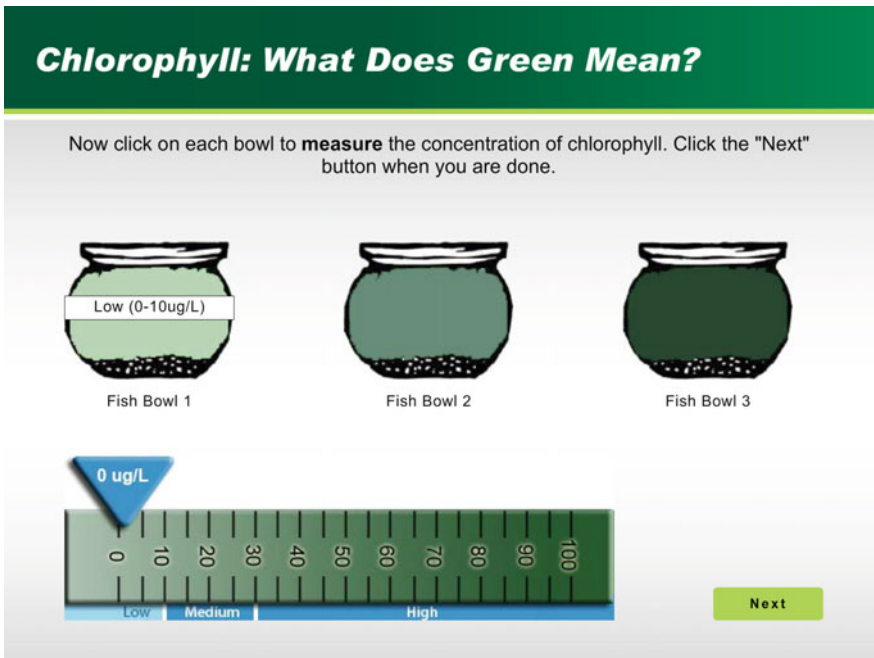 Chlorophyll: What Does Green Mean?
Now click on each bowl to measure the concentration of chlorophyll. Click the "Next"
button when you are done.
Low (0-10ug/L)
Fish Bowl 1
Fish Bowl 2
Fish Bowl 3
0 ug/L
0 10 20 30 40 50 60 70 80 90 100
Low Medium High
Next